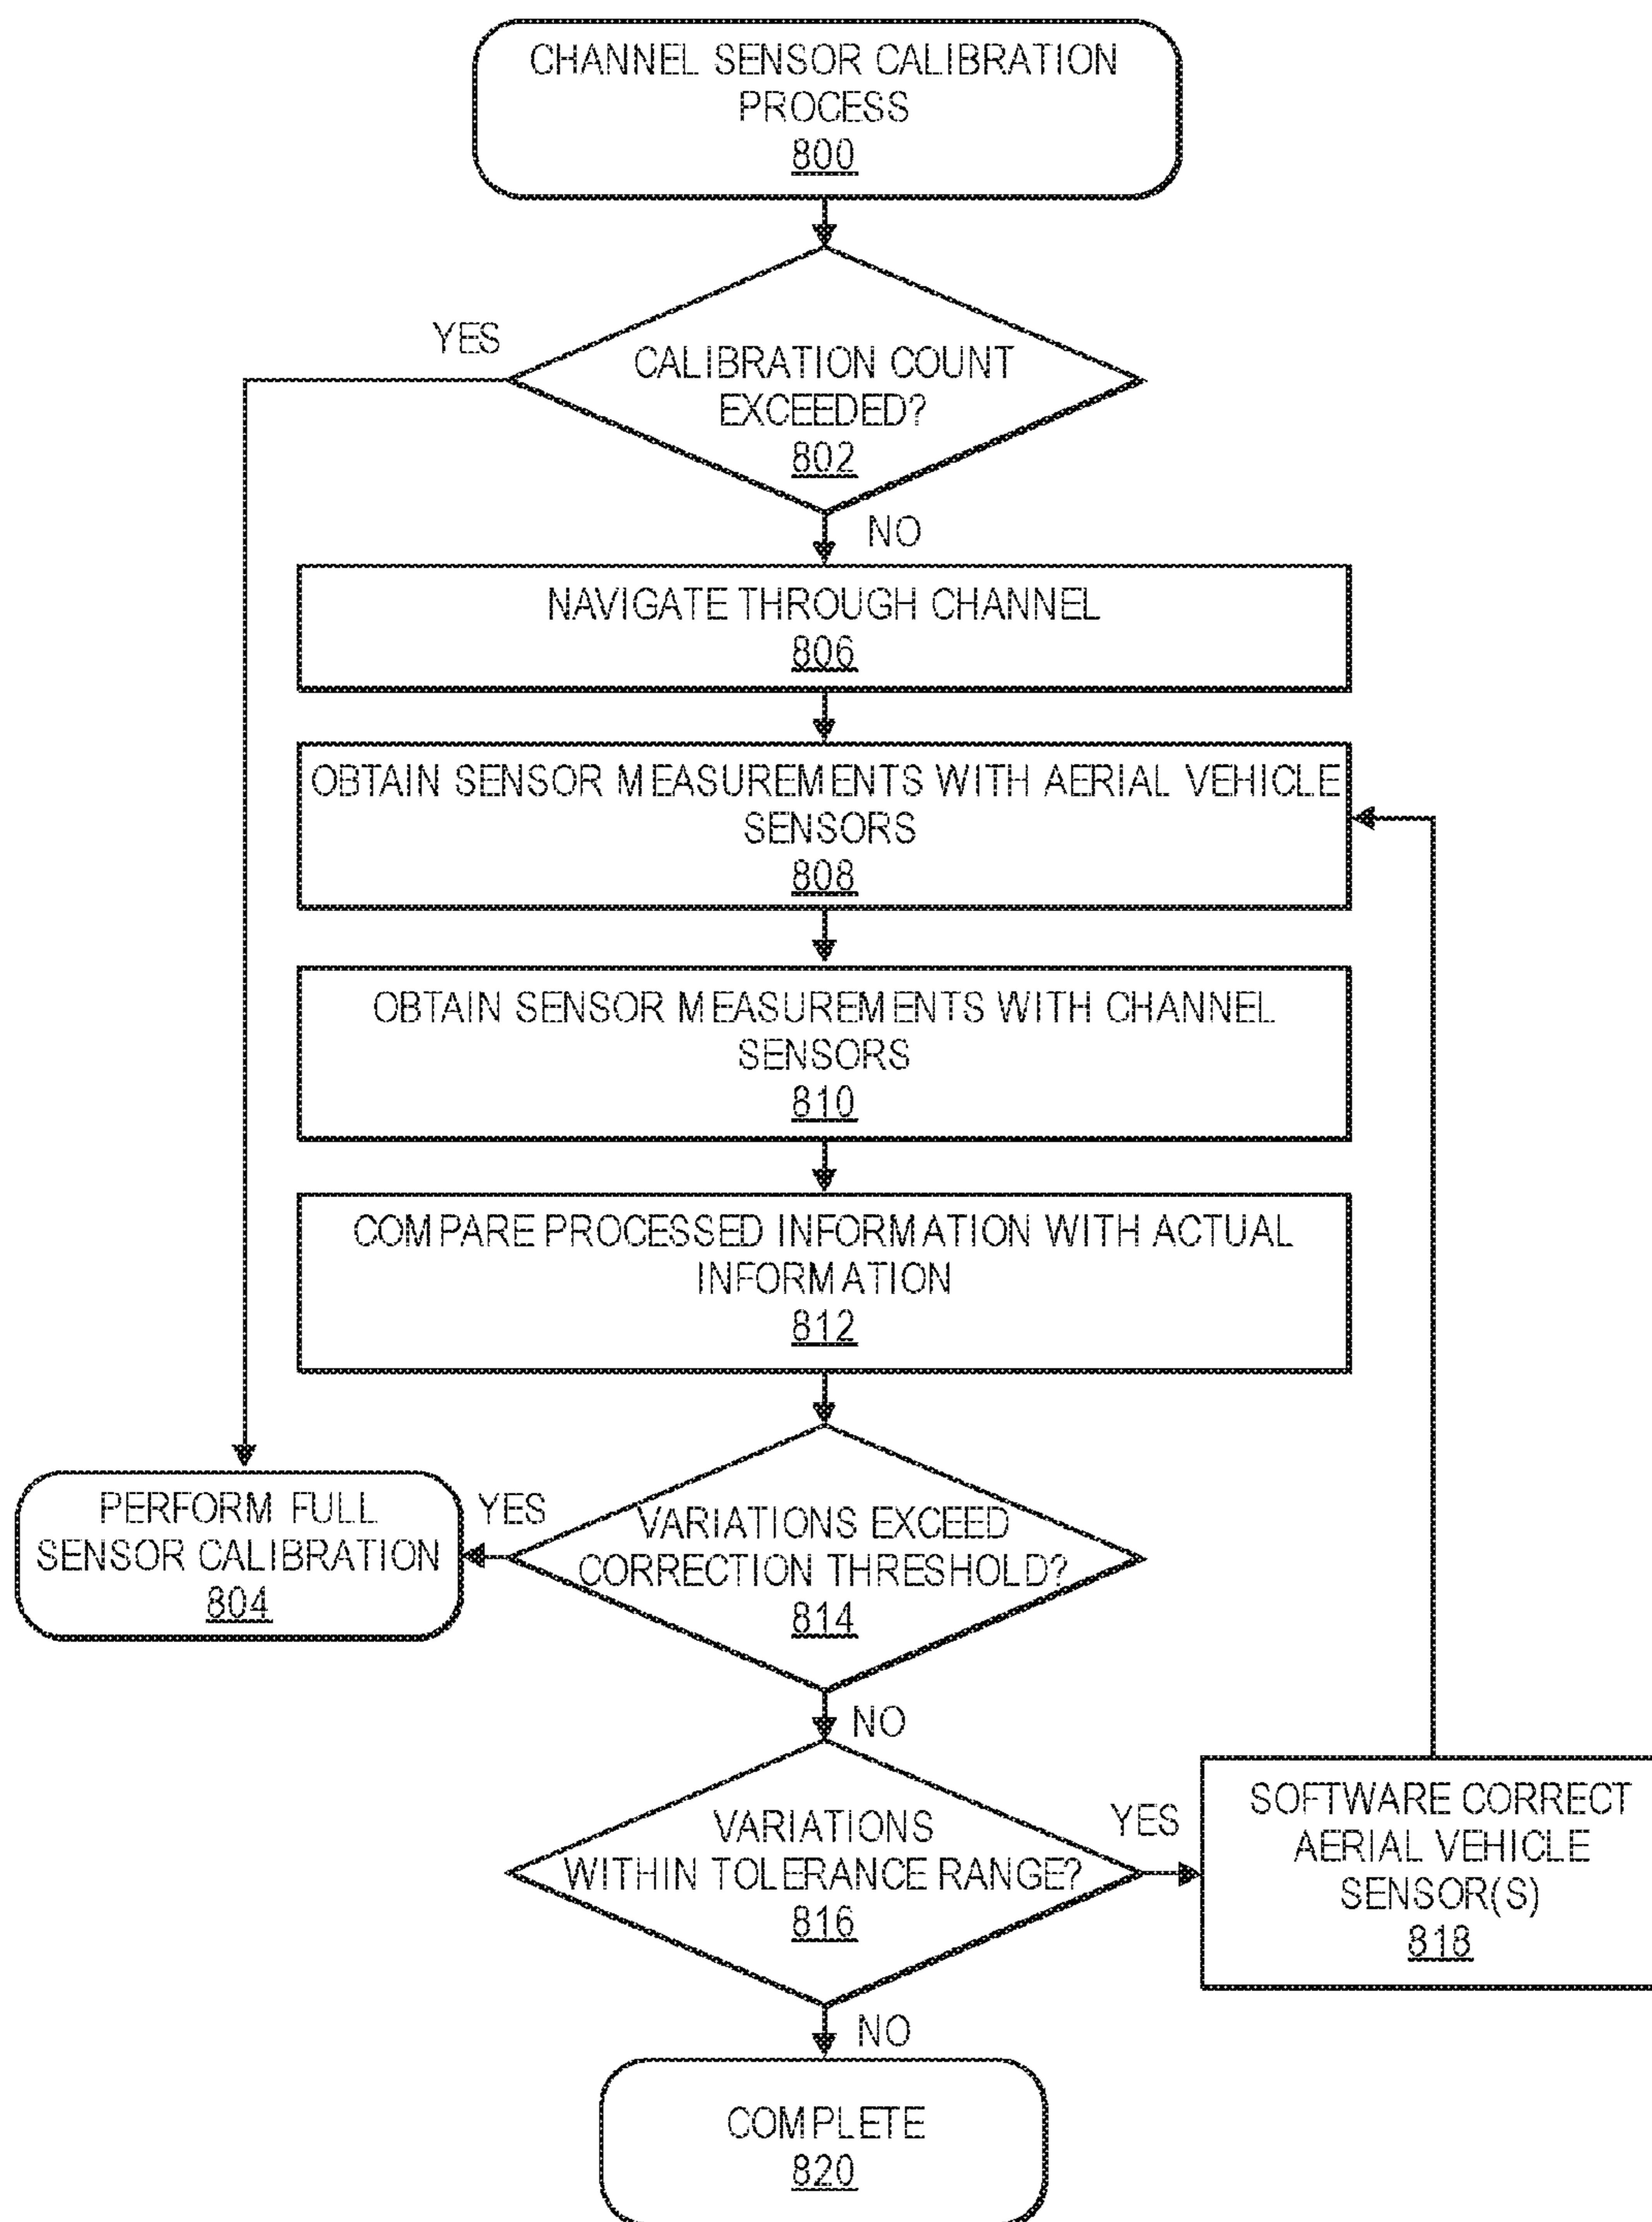 CHANNEL SENSOR CALIBRATION
PROCESS
800
YES
CALIBRATION COUNT
EXCEEDED?
802
NO
NAVIGATE THROUGH CHANNEL
806
OBTAIN SENSOR MEASUREMENTS WITH AERIAL VEHICLE
SENSORS
808
OBTAIN SENSOR MEASUREMENTS WITH CHANNEL
SENSORS
810
COMPARE PROCESSED INFORMATION WITH ACTUAL
INFORMATION
812
PERFORM FULL
SENSOR CALIBRATION
804
YES
VARIATIONS EXCEED
CORRECTION THRESHOLD?
814
NO
VARIATIONS
WITHIN TOLERANCE RANGE?
816
YES
SOFTWARE CORRECT
AERIAL VEHICLE
SENSOR(S)
818
NO
COMPLETE
820